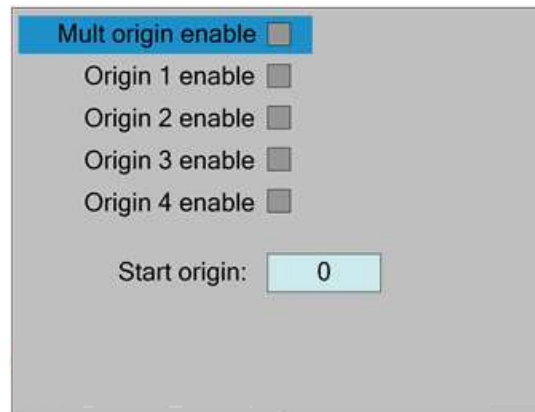 Mult origin enable
Origin 1 enable
Origin 2 enable
Origin 3 enable
Origin 4 enable
Start origin: 0